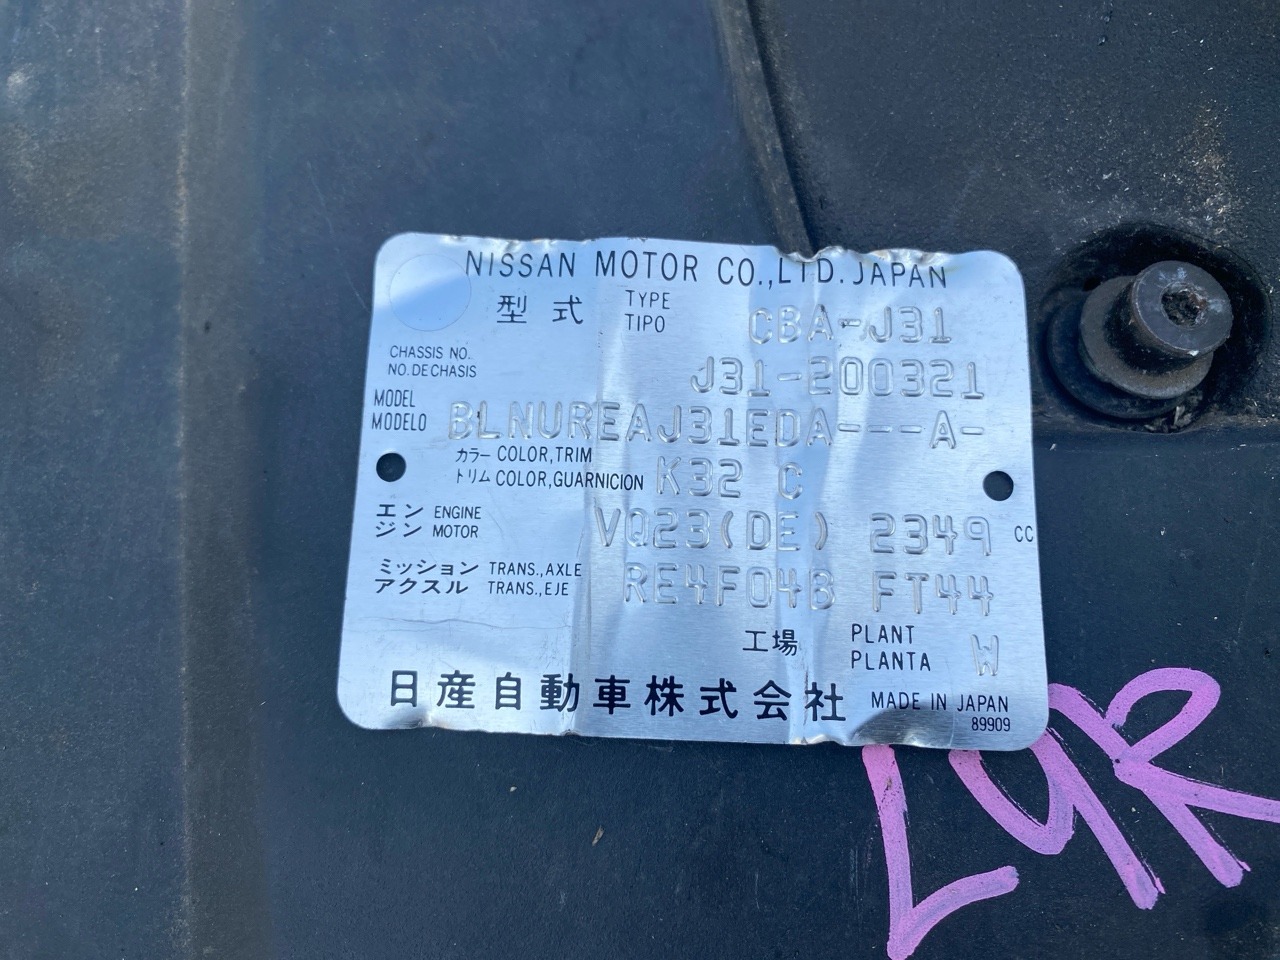 NISSAN MOTOR CO.,LTD.JAPAN
型式 TYPE TIPO CBA-J31
CHASSIS NO.
NO.DE CHASIS J31-200321
MODEL
MODELO BLNUREAJ31EDA---A-
カラー COLOR,TRIM
トリム COLOR,GUARNICION K32 C
エン ENGINE
ジン MOTOR VQ23(DE) 2349 CC
ミッション TRANS.,AXLE
アクスル TRANS.,EJE RE4F04B FT44
工場 PLANT
PLANTA W
日産自動車株式会社 MADE IN JAPAN
89909